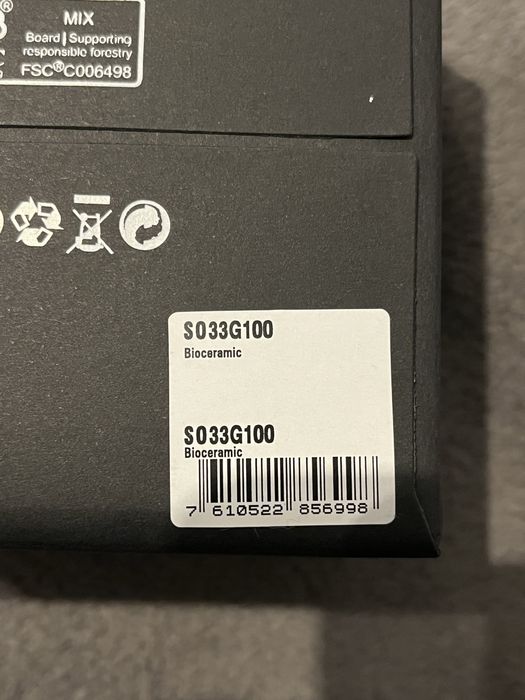 MIX
Board | Supporting
responsible forestry
FSC® C006498
S033G100
Bioceramic
S033G100
Bioceramic
7 610522 856998